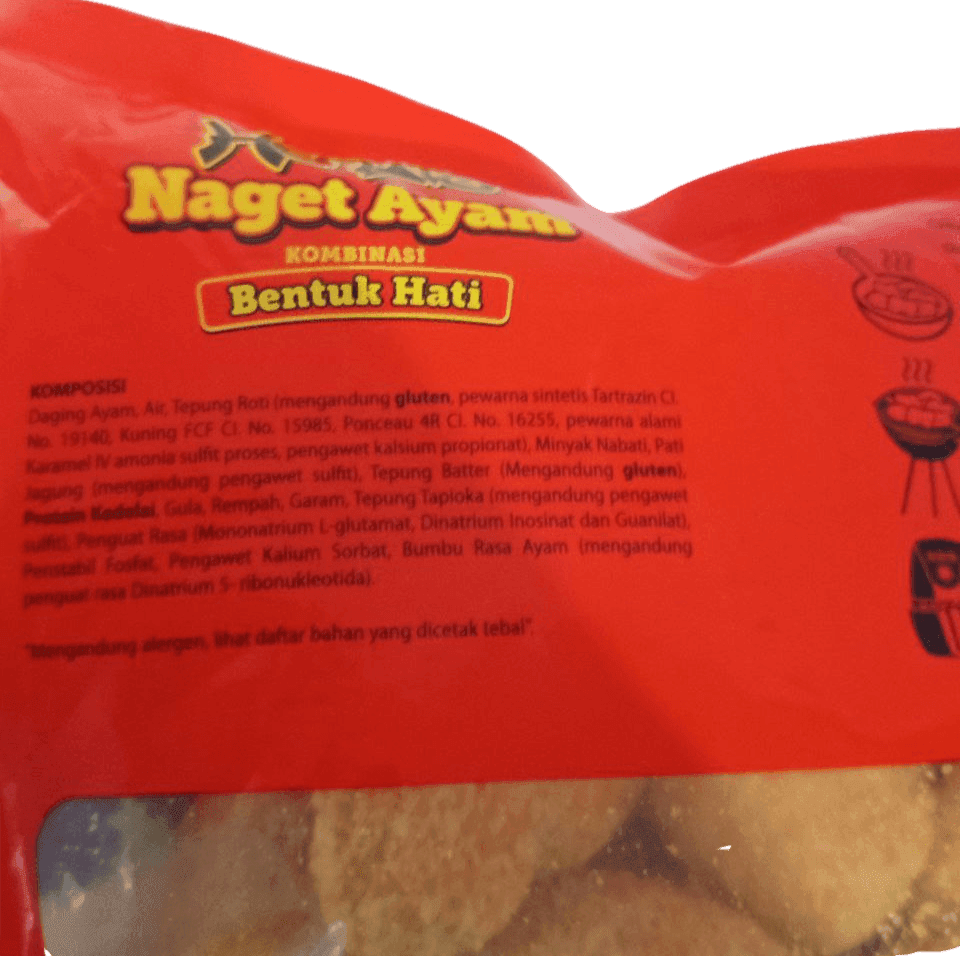 Naget Ayam
KOMBINASI
Bentuk Hati
KOMPOSISI
Daging Ayam, Air, Tepung Roti (mengandung gluten, pewarna sintetis Tartrazin CI.
No. 19140, Kuning FCF CI. No. 15985, Ponceau 4R CI. No. 16255, pewarna alami
Karamel IV amonia sulfit proses, pengawet kalsium propionat), Minyak Nabati, Pati
Jagung (mengandung pengawet sulfit), Tepung Batter (Mengandung gluten),
Protein Kedelai, Gula, Rempah, Garam, Tepung Tapioka (mengandung pengawet
sulfit), Penguat Rasa (Mononatrium L-glutamat, Dinatrium Inosinat dan Guanilat),
Penstabil Fosfat, Pengawet Kalium Sorbat, Bumbu Rasa Ayam (mengandung
penguat rasa Dinatrium 5- ribonukleotida).
"Mengandung alergen, lihat daftar bahan yang dicetak tebal".